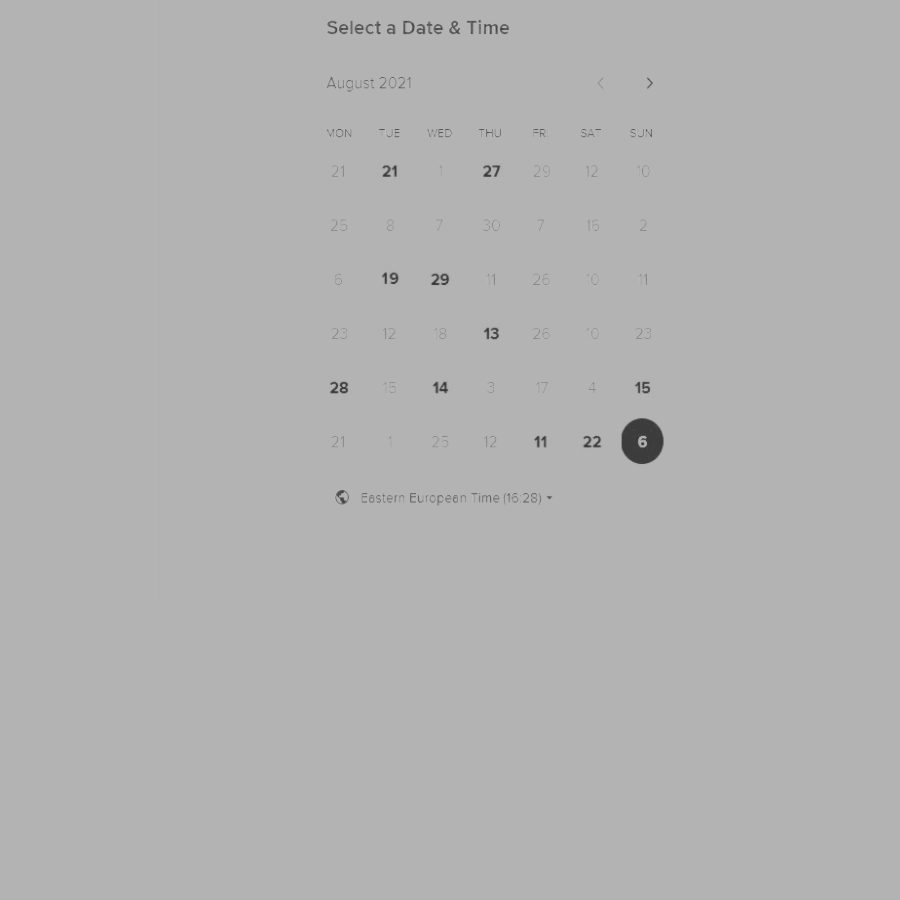 Select a Date & Time
August 2021
MON TUE WED THU FRI SAT SUN
21 21 1 27 29 12 10
25 8 7 30 7 16 2
6 19 29 11 26 10 11
23 12 18 13 26 10 23
28 15 14 3 17 4 15
21 1 25 12 11 22 6
Eastern European Time (16:28)